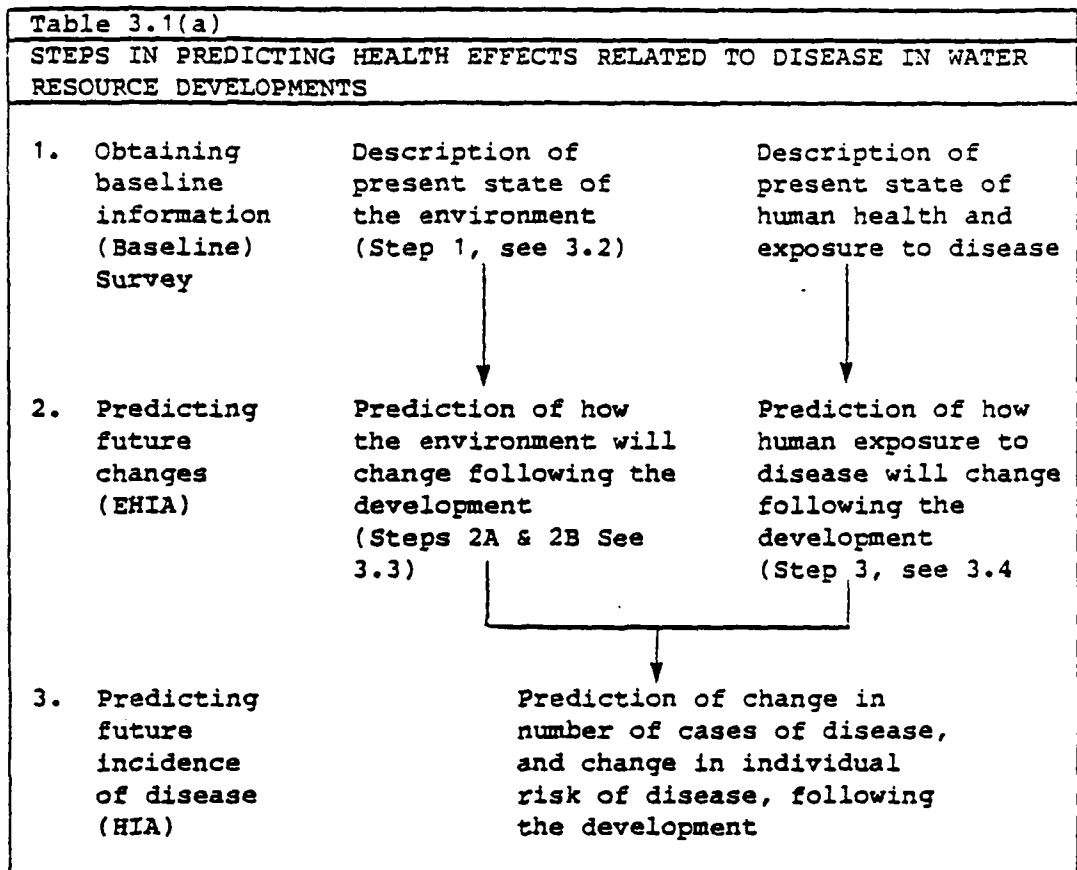 Table 3.1(a)
STEPS IN PREDICTING HEALTH EFFECTS RELATED TO DISEASE IN WATER
RESOURCE DEVELOPMENTS
1. Obtaining
baseline
information
(Baseline)
Survey
Description of
present state of
the environment
(Step 1, see 3.2)
Description of
present state of
human health and
exposure to disease
2. Predicting
future
changes
(EHIA)
Prediction of how
the environment will
change following the
development
(Steps 2A & 2B See
3.3)
Prediction of how
human exposure to
disease will change
following the
development
(Step 3, see 3.4
3. Predicting
future
incidence
of disease
(HIA)
Prediction of change in
number of cases of disease,
and change in individual
risk of disease, following
the development